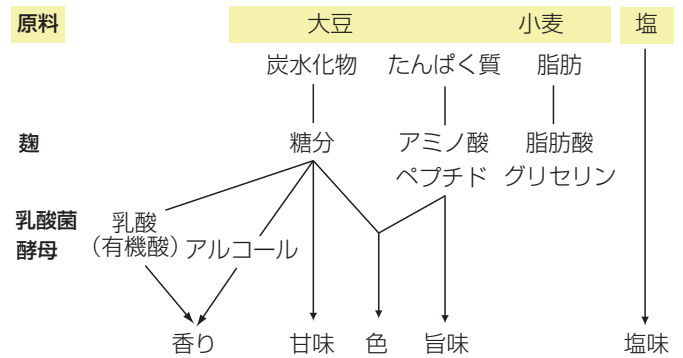 原料 大豆 小麦 塩
炭水化物 たんぱく質 脂肪
麹 糖分 アミノ酸 脂肪酸
ペプチド グリセリン
乳酸菌 乳酸
酵母 （有機酸） アルコール
香り 甘味 色 旨味 塩味